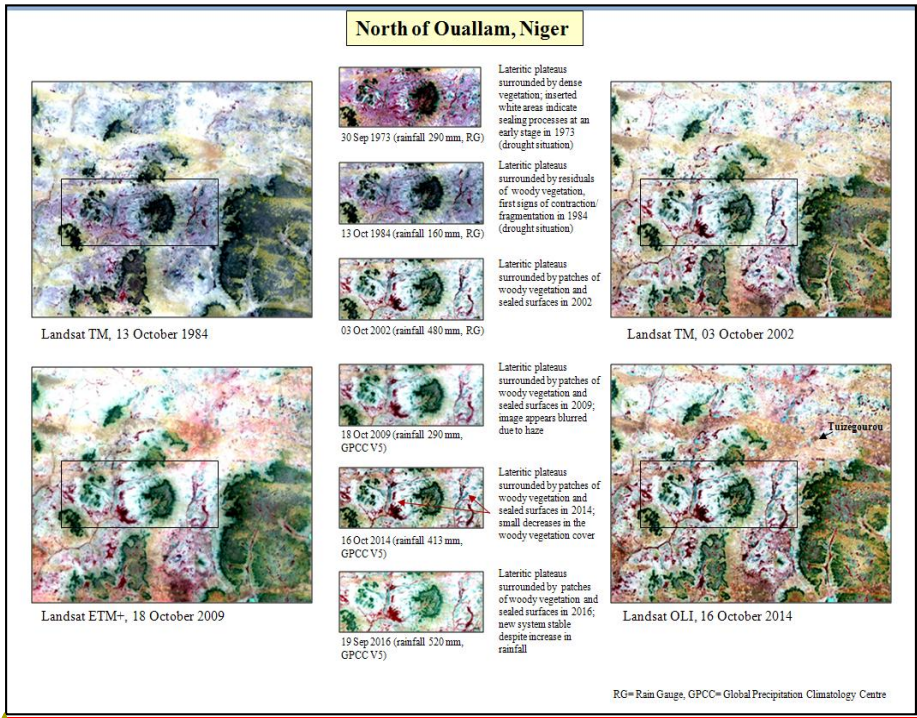 North of Ouallam, Niger
Landsat TM, 13 October 1984
30 Sep 1973 (rainfall 290 mm, RG)
Lateritic plateaus
surrounded by dense
vegetation; inserted
white areas indicate
sealing processes at an
early stage in 1973
(drought situation)
13 Oct 1984 (rainfall 160 mm, RG)
Lateritic plateaus
surrounded by residuals
of woody vegetation,
first signs of contraction/
fragmentation in 1984
(drought situation)
03 Oct 2002 (rainfall 480 mm, RG)
Lateritic plateaus
surrounded by patches of
woody vegetation and
sealed surfaces in 2002
Landsat TM, 03 October 2002
Landsat ETM+, 18 October 2009
18 Oct 2009 (rainfall 290 mm,
GPCC V5)
Lateritic plateaus
surrounded by patches of
woody vegetation and
sealed surfaces in 2009;
image appears blurred
due to haze
16 Oct 2014 (rainfall 413 mm,
GPCC V5)
Lateritic plateaus
surrounded by patches of
woody vegetation and
sealed surfaces in 2014;
small decreases in the
woody vegetation cover
19 Sep 2016 (rainfall 520 mm,
GPCC V5)
Lateritic plateaus
surrounded by patches
of woody vegetation and
sealed surfaces in 2016;
new system stable
despite increase in
rainfall
Tuizegourou
Landsat OLI, 16 October 2014
RG= Rain Gauge, GPCC= Global Precipitation Climatology Centre